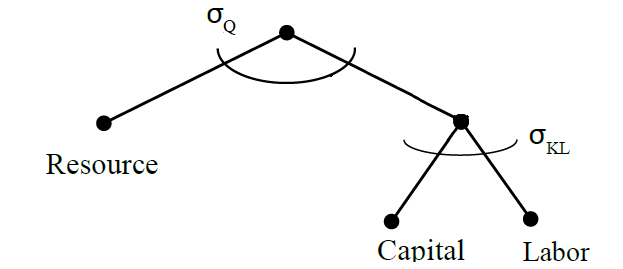 σQ
σKL
Resource
Capital
Labor